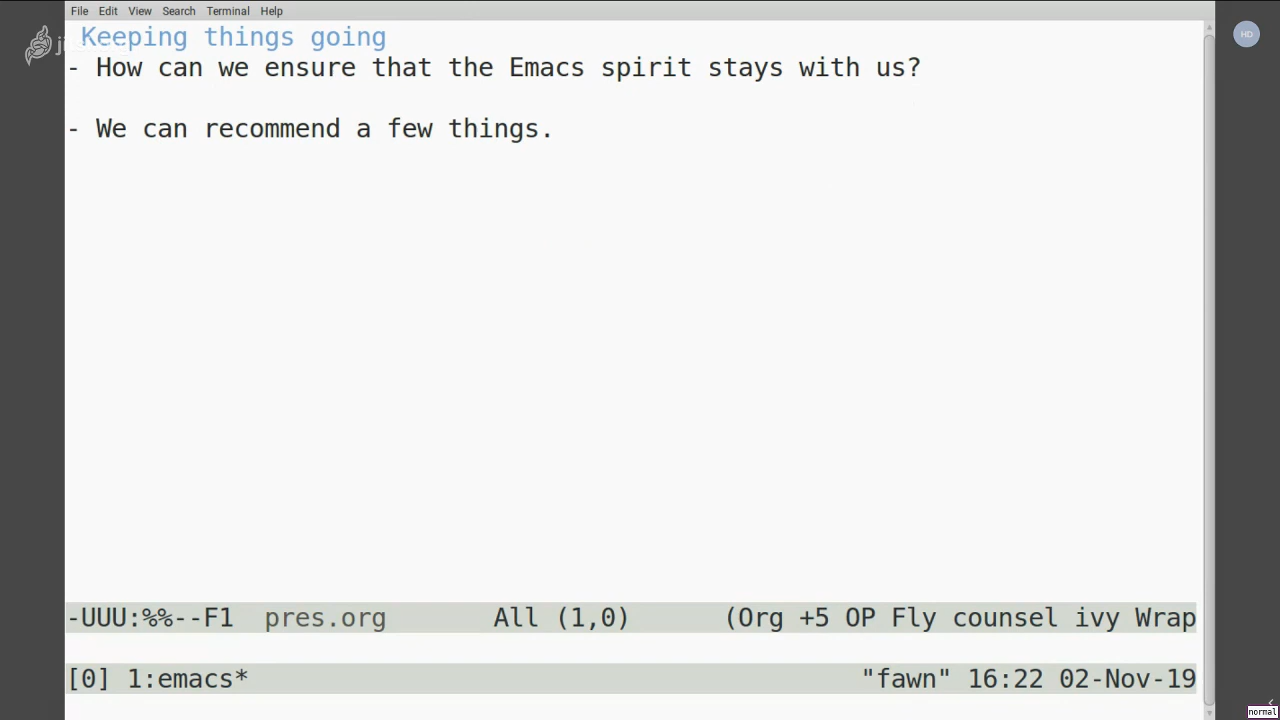 File Edit View Search Terminal Help
Keeping things going
HD
- How can we ensure that the Emacs spirit stays with us?
- We can recommend a few things.
-UUU:%%--F1 pres.org All (1,0) (Org +5 OP Fly counsel ivy Wrap
[0] 1:emacs* "fawn" 16:22 02-Nov-19
normal